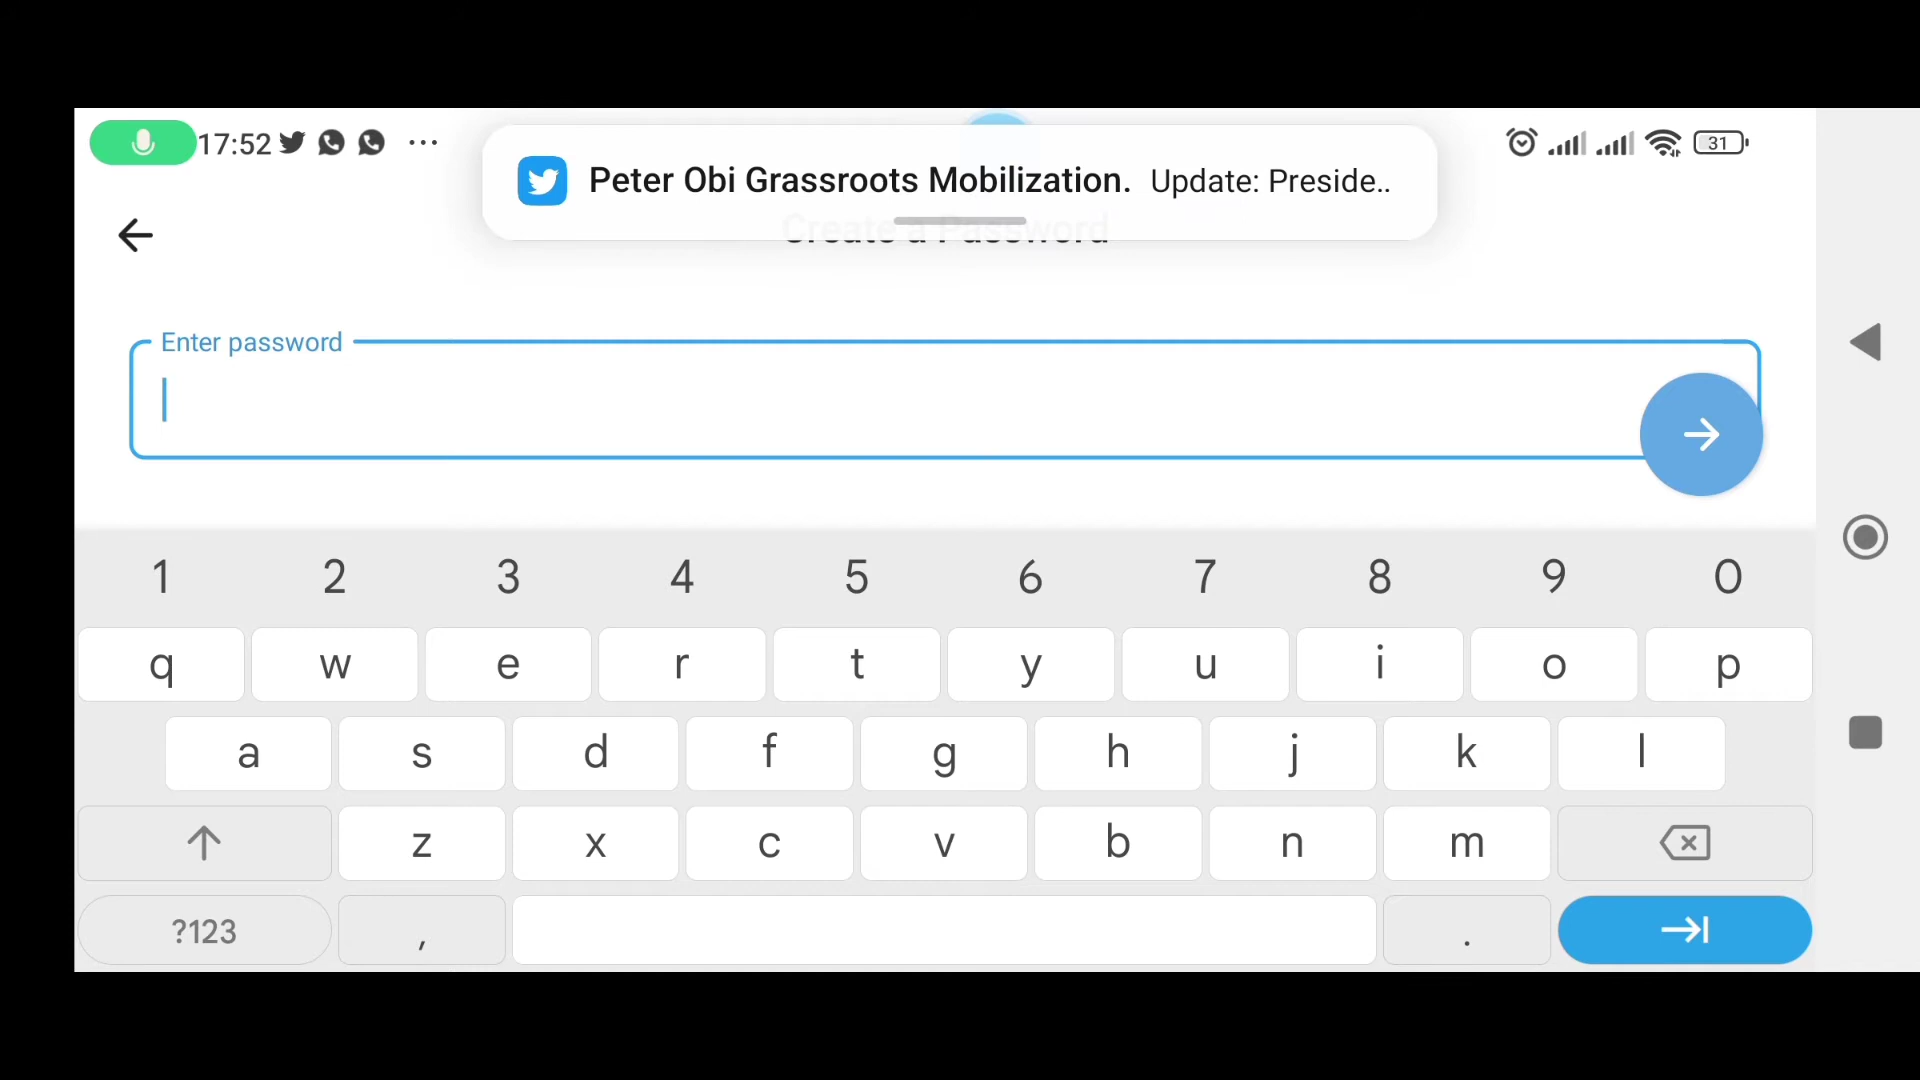 17:52 ...
31
Peter Obi Grassroots Mobilization. Update: Preside..
Create a Password
Enter password
1 2 3 4 5 6 7 8 9 0
q w e r t y u i o p
a s d f g h j k l
z x c v b n m
?123 , .